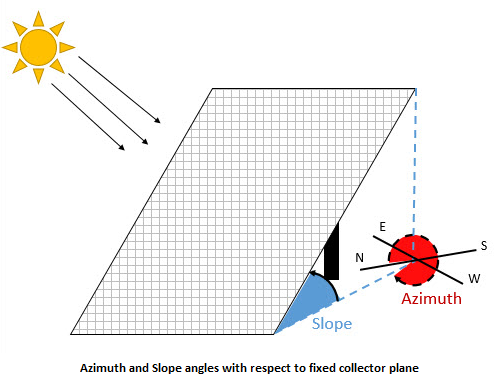 E
S
N
W
Azimuth
Slope
Azimuth and Slope angles with respect to fixed collector plane